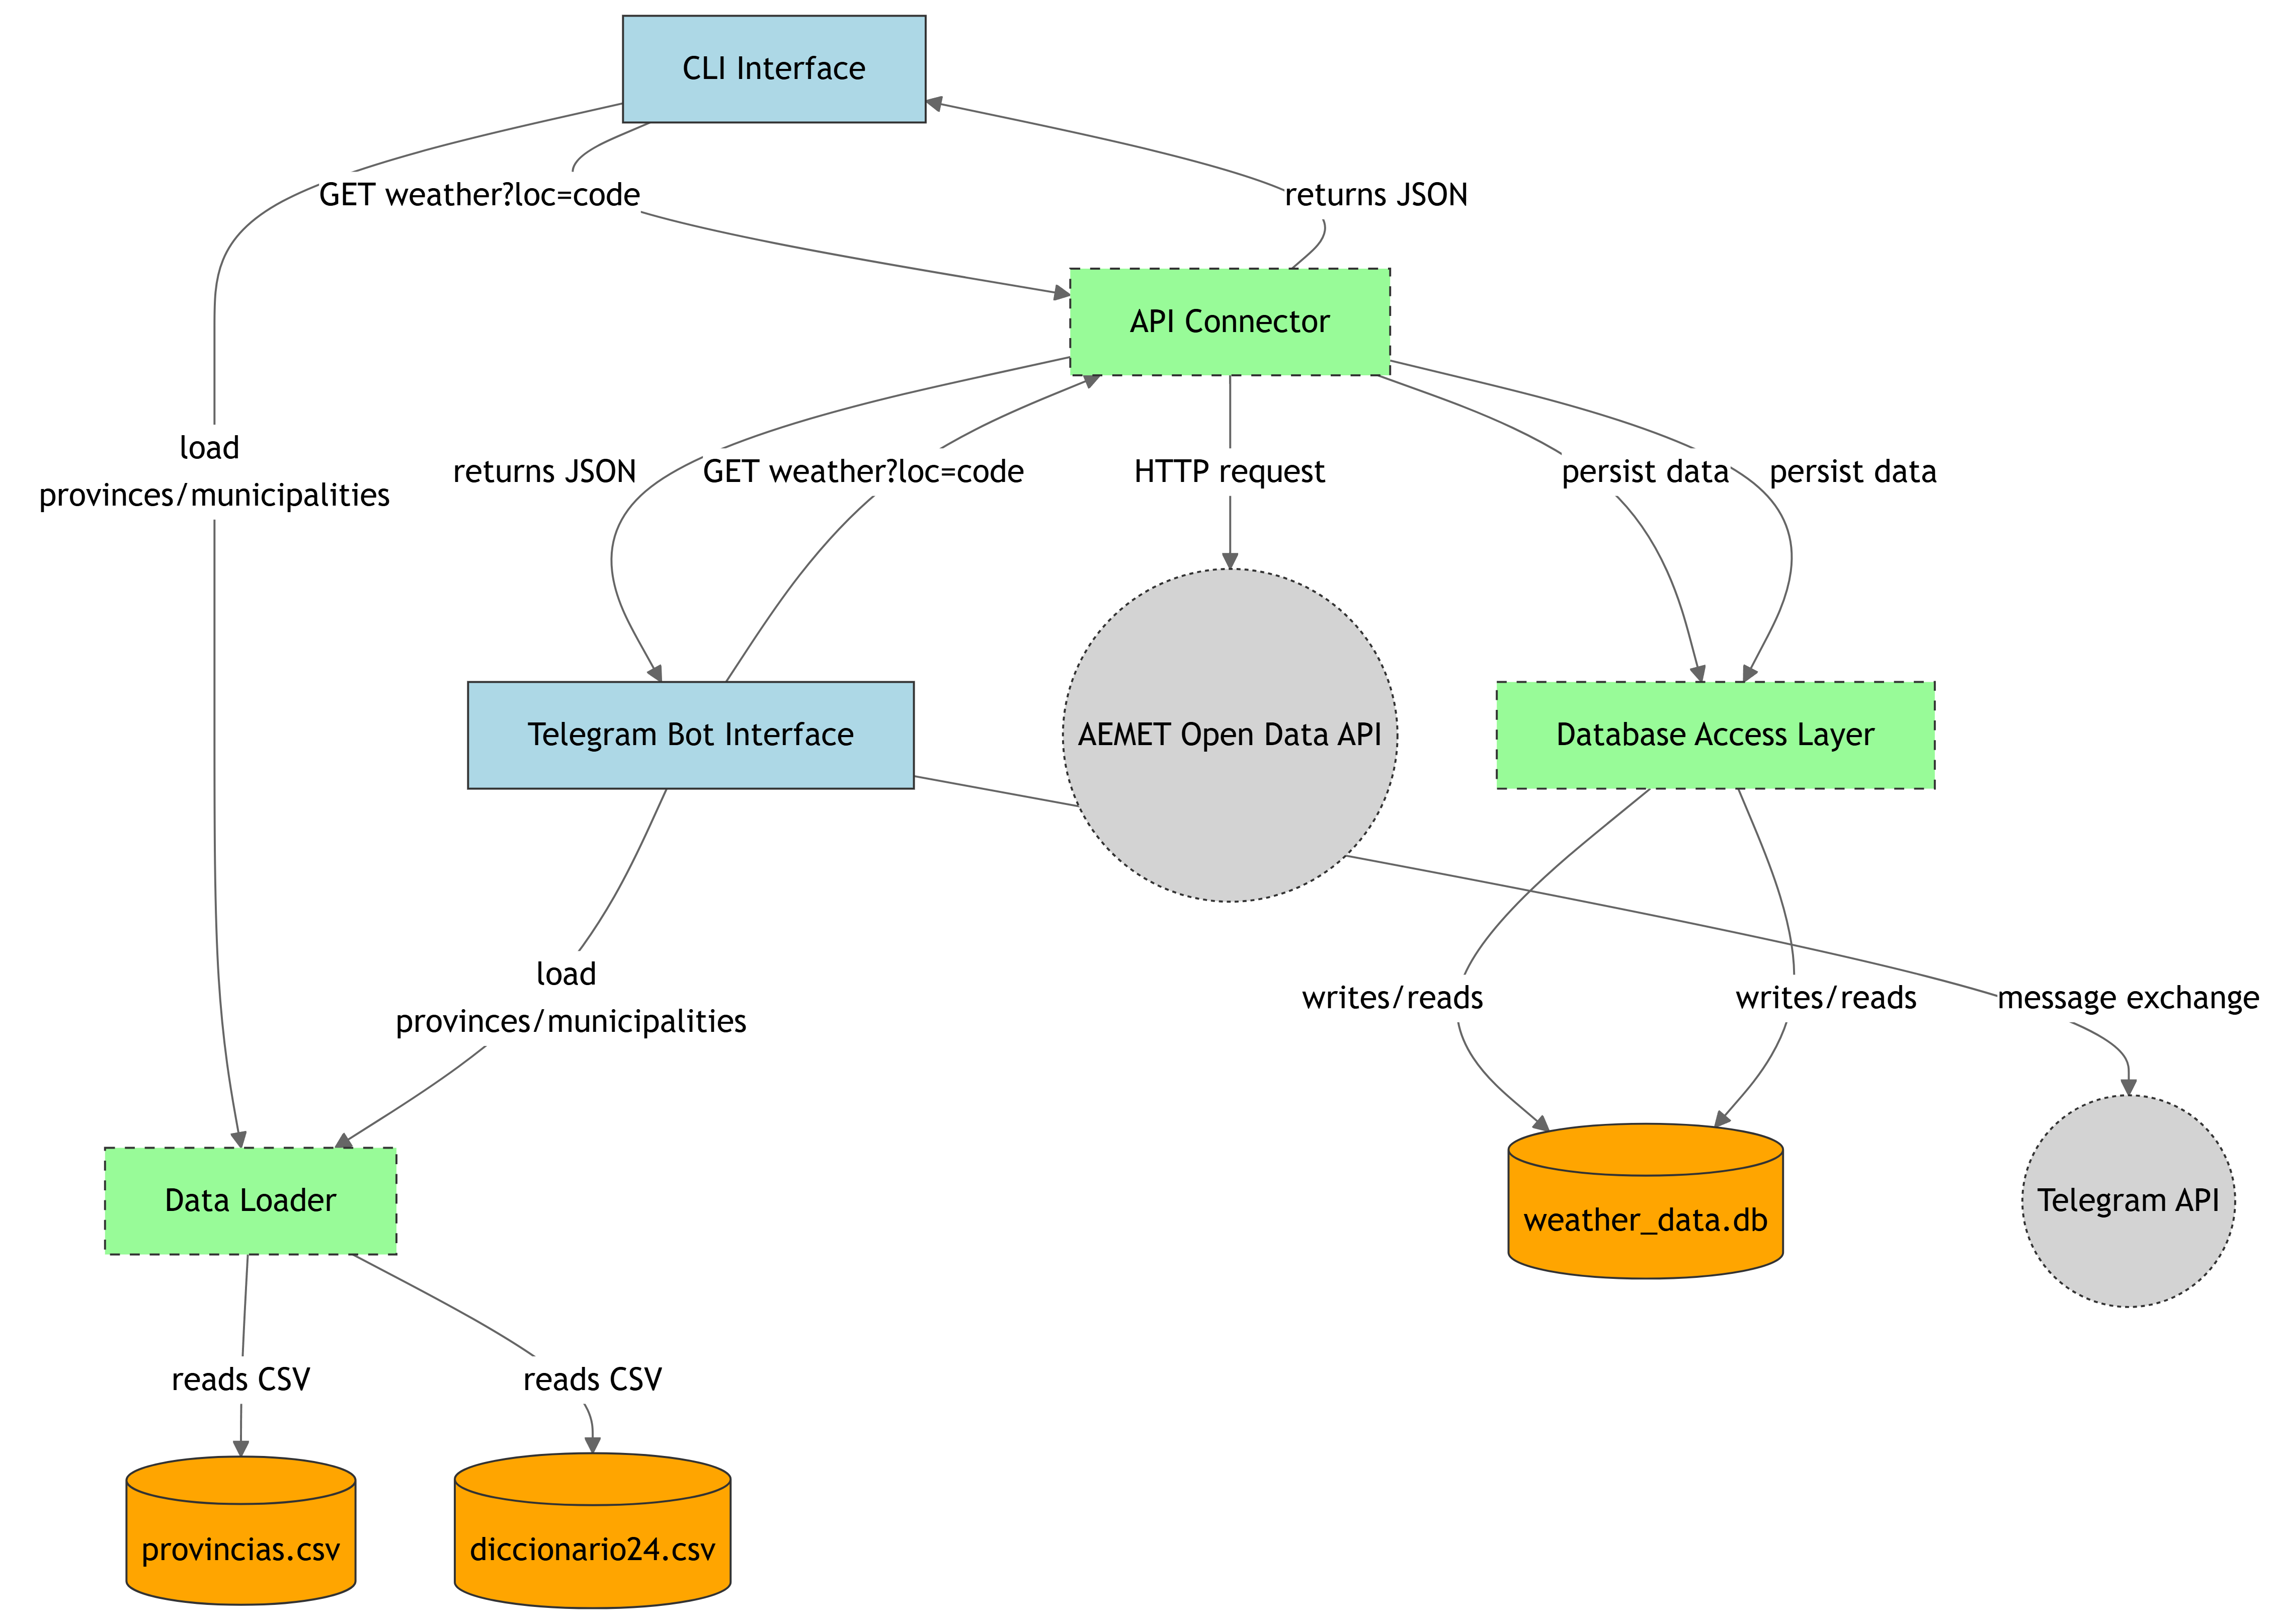 CLI Interface
GET weather?loc=code
returns JSON
API Connector
load
provinces/municipalities
returns JSON
GET weather?loc=code
HTTP request
persist data
persist data
Telegram Bot Interface
AEMET Open Data API
Database Access Layer
load
provinces/municipalities
writes/reads
writes/reads
message exchange
Data Loader
weather_data.db
Telegram API
reads CSV
reads CSV
provincias.csv
diccionario24.csv